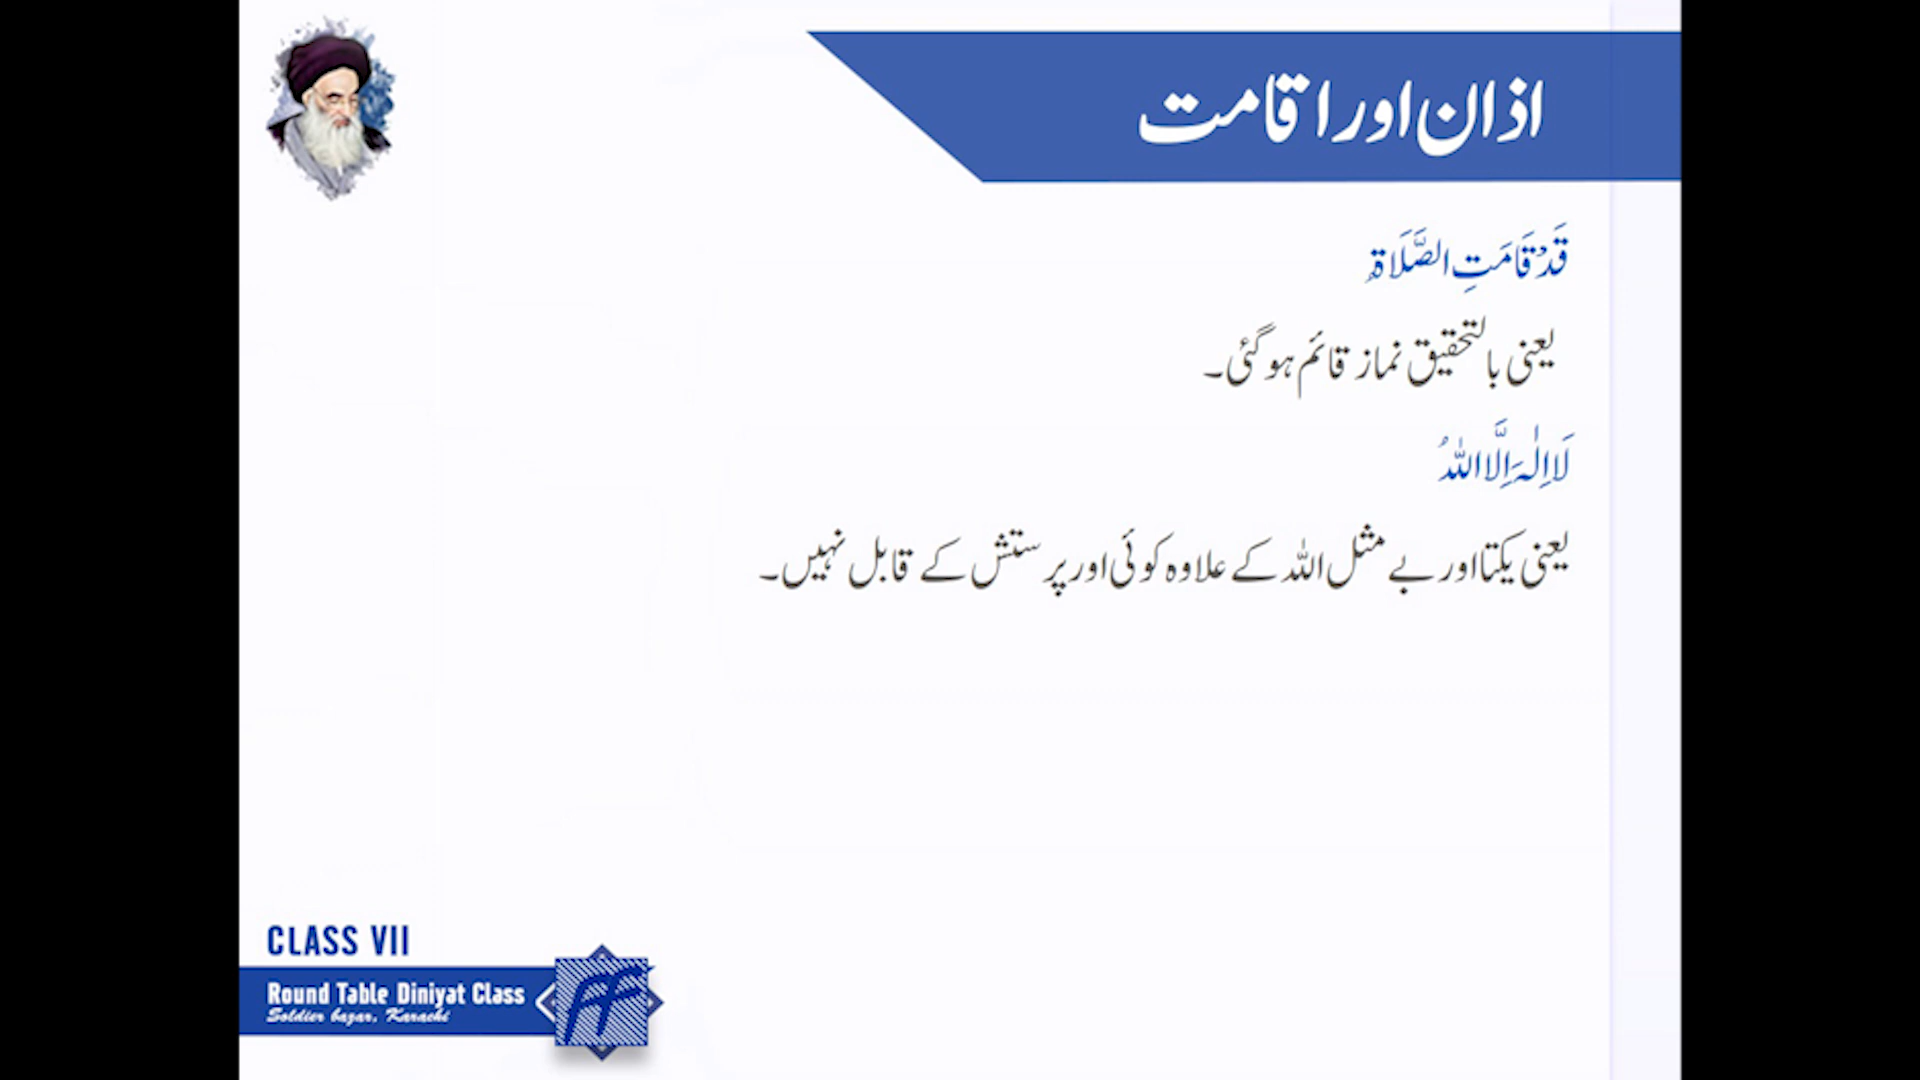 اذان اور اقامت
قَدْ قَامَتِ الصَّلَاۃِ
یعنی بالتحقیق نماز قائم ہو گئی۔
لَا اِلٰہَ اِلَّا اللہُ
یعنی یکتا اور بے مثل اللہ کے علاوہ کوئی اور پرستش کے قابل نہیں۔
CLASS VII
Round Table Diniyat Class
Soldier bazar, Karachi